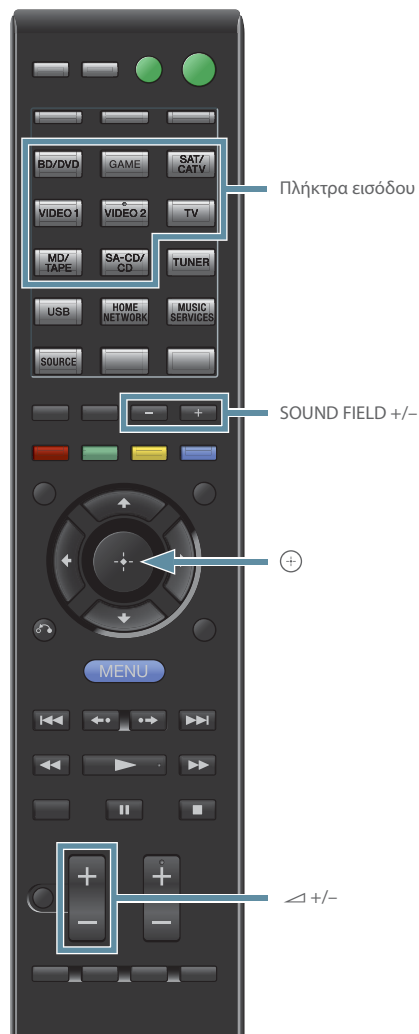 BD/DVD GAME SAT/
CATV
Πλήκτρα εισόδου
VIDEO 1 VIDEO 2 TV
MD/
TAPE SA-CD/
CD TUNER
USB HOME
NETWORK MUSIC
SERVICES
SOURCE
– +
SOUND FIELD +/–
MENU
+ +
+/–
– –